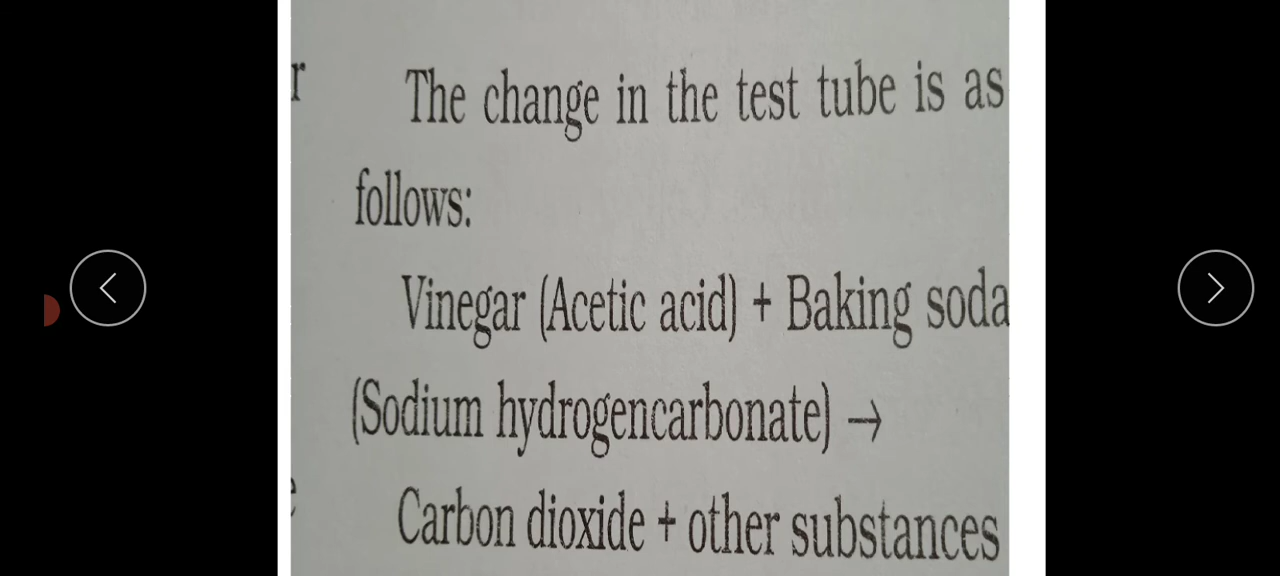 r
The change in the test tube is as
follows:
Vinegar (Acetic acid) + Baking soda
(Sodium hydrogencarbonate) →
e
Carbon dioxide + other substances